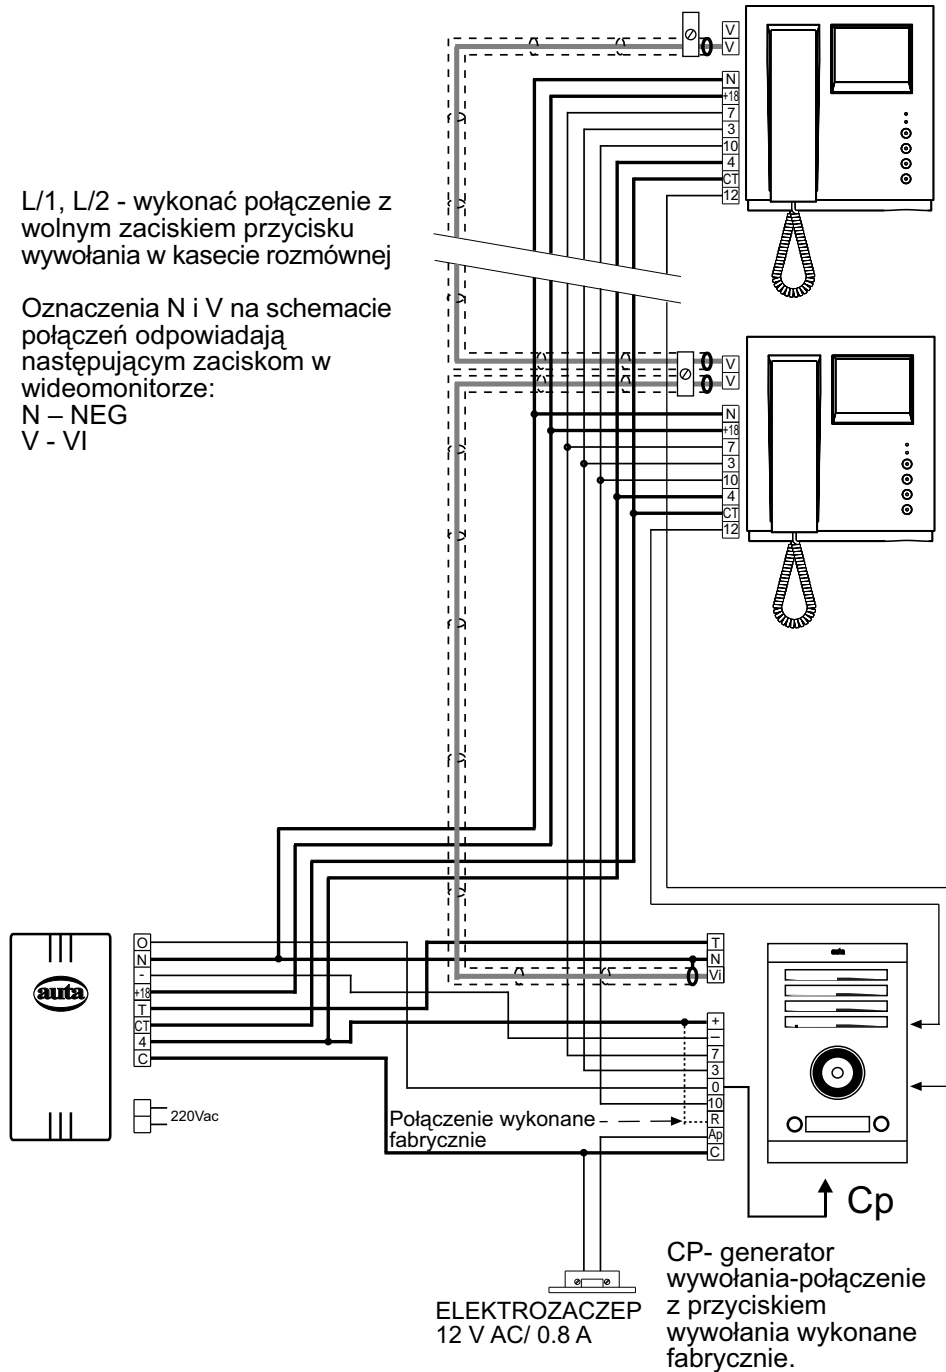 L/1, L/2 - wykonać połączenie z
wolnym zaciskiem przycisku
wywołania w kasecie rozmównej
Oznaczenia N i V na schemacie
połączeń odpowiadają
następującym zaciskom w
wideomonitorze:
N – NEG
V - VI
V
V
N
+18
7
3
10
4
CT
12
V
V
N
+18
7
3
10
4
CT
12
auta
O
N
-
+18
T
CT
4
C
220Vac
T
N
Vi
+
–
7
3
0
10
R
Ap
C
auta
Połączenie wykonane
fabrycznie
Cp
ELEKTROZACZEP
12 V AC/ 0.8 A
CP- generator
wywołania-połączenie
z przyciskiem
wywołania wykonane
fabrycznie.